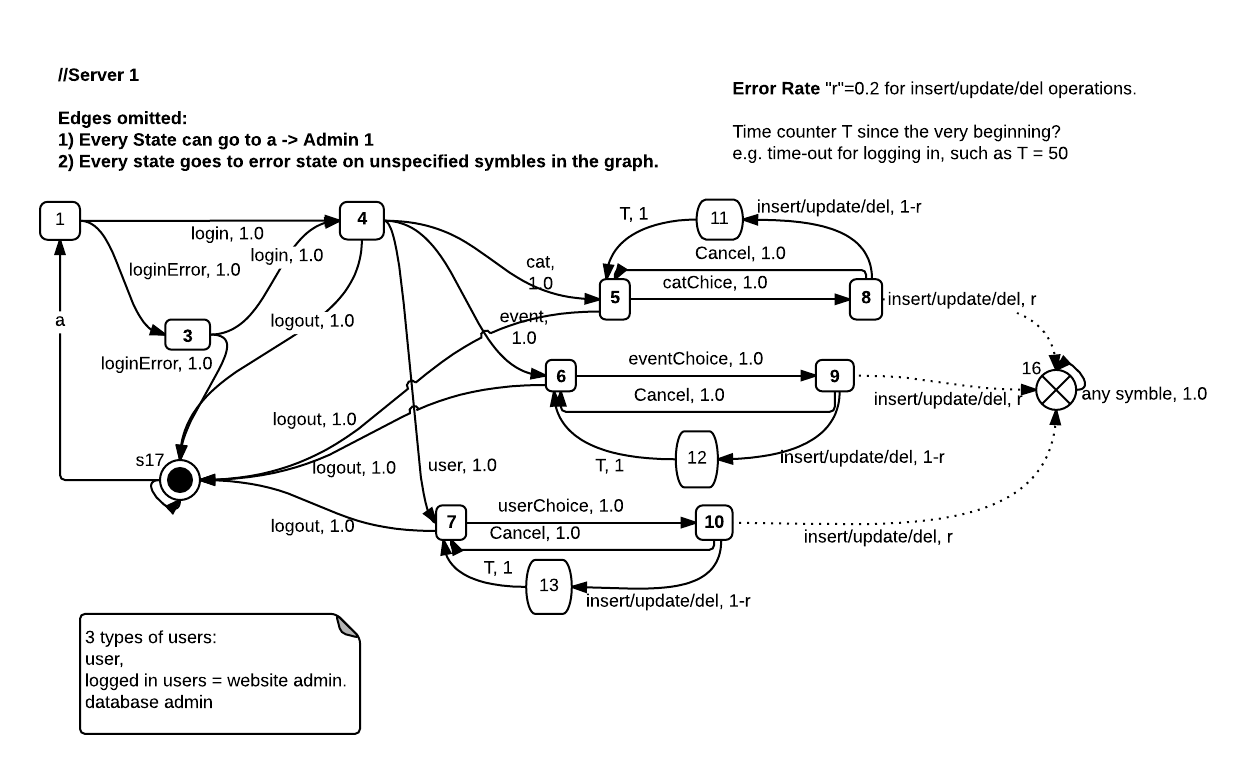 //Server 1
Edges omitted:
1) Every State can go to a -> Admin 1
2) Every state goes to error state on unspecified symbles in the graph.
Error Rate "r"=0.2 for insert/update/del operations.
Time counter T since the very beginning?
e.g. time-out for logging in, such as T = 50
1
4
login, 1.0
login, 1.0
loginError, 1.0
a
3
loginError, 1.0
logout, 1.0
cat,
1.0
event,
1.0
T, 1
11
insert/update/del, 1-r
Cancel, 1.0
5
catChice, 1.0
8
insert/update/del, r
6
eventChoice, 1.0
9
Cancel, 1.0
insert/update/del, r
16
any symble, 1.0
T, 1
12
insert/update/del, 1-r
logout, 1.0
logout, 1.0
s17
user, 1.0
logout, 1.0
7
userChoice, 1.0
10
Cancel, 1.0
insert/update/del, r
T, 1
13
insert/update/del, 1-r
3 types of users:
user,
logged in users = website admin.
database admin